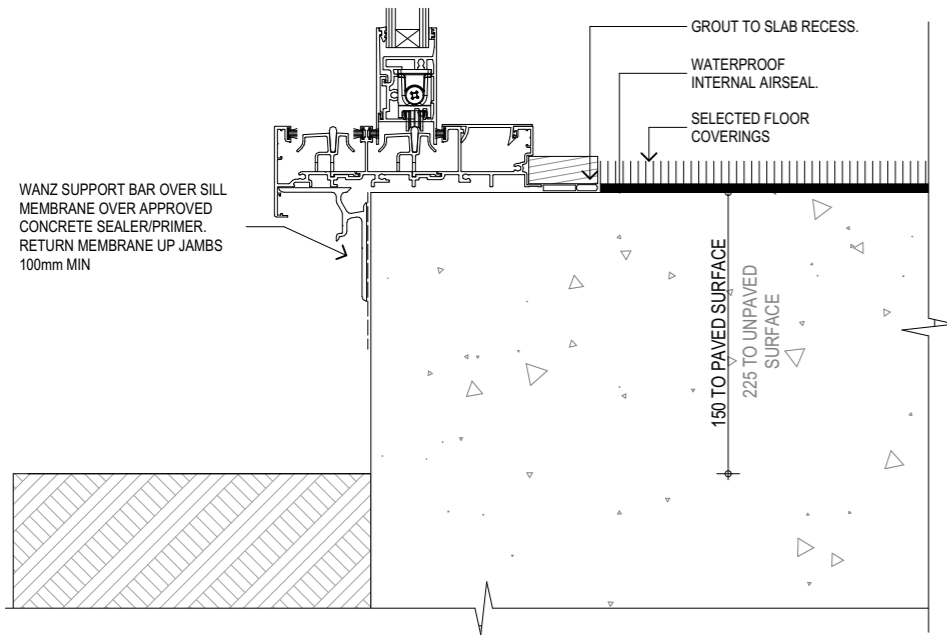 GROUT TO SLAB RECESS.
WATERPROOF
INTERNAL AIRSEAL.
SELECTED FLOOR
COVERINGS
WANZ SUPPORT BAR OVER SILL
MEMBRANE OVER APPROVED
CONCRETE SEALER/PRIMER.
RETURN MEMBRANE UP JAMBS
100mm MIN
150 TO PAVED SURFACE
225 TO UNPAVED
SURFACE